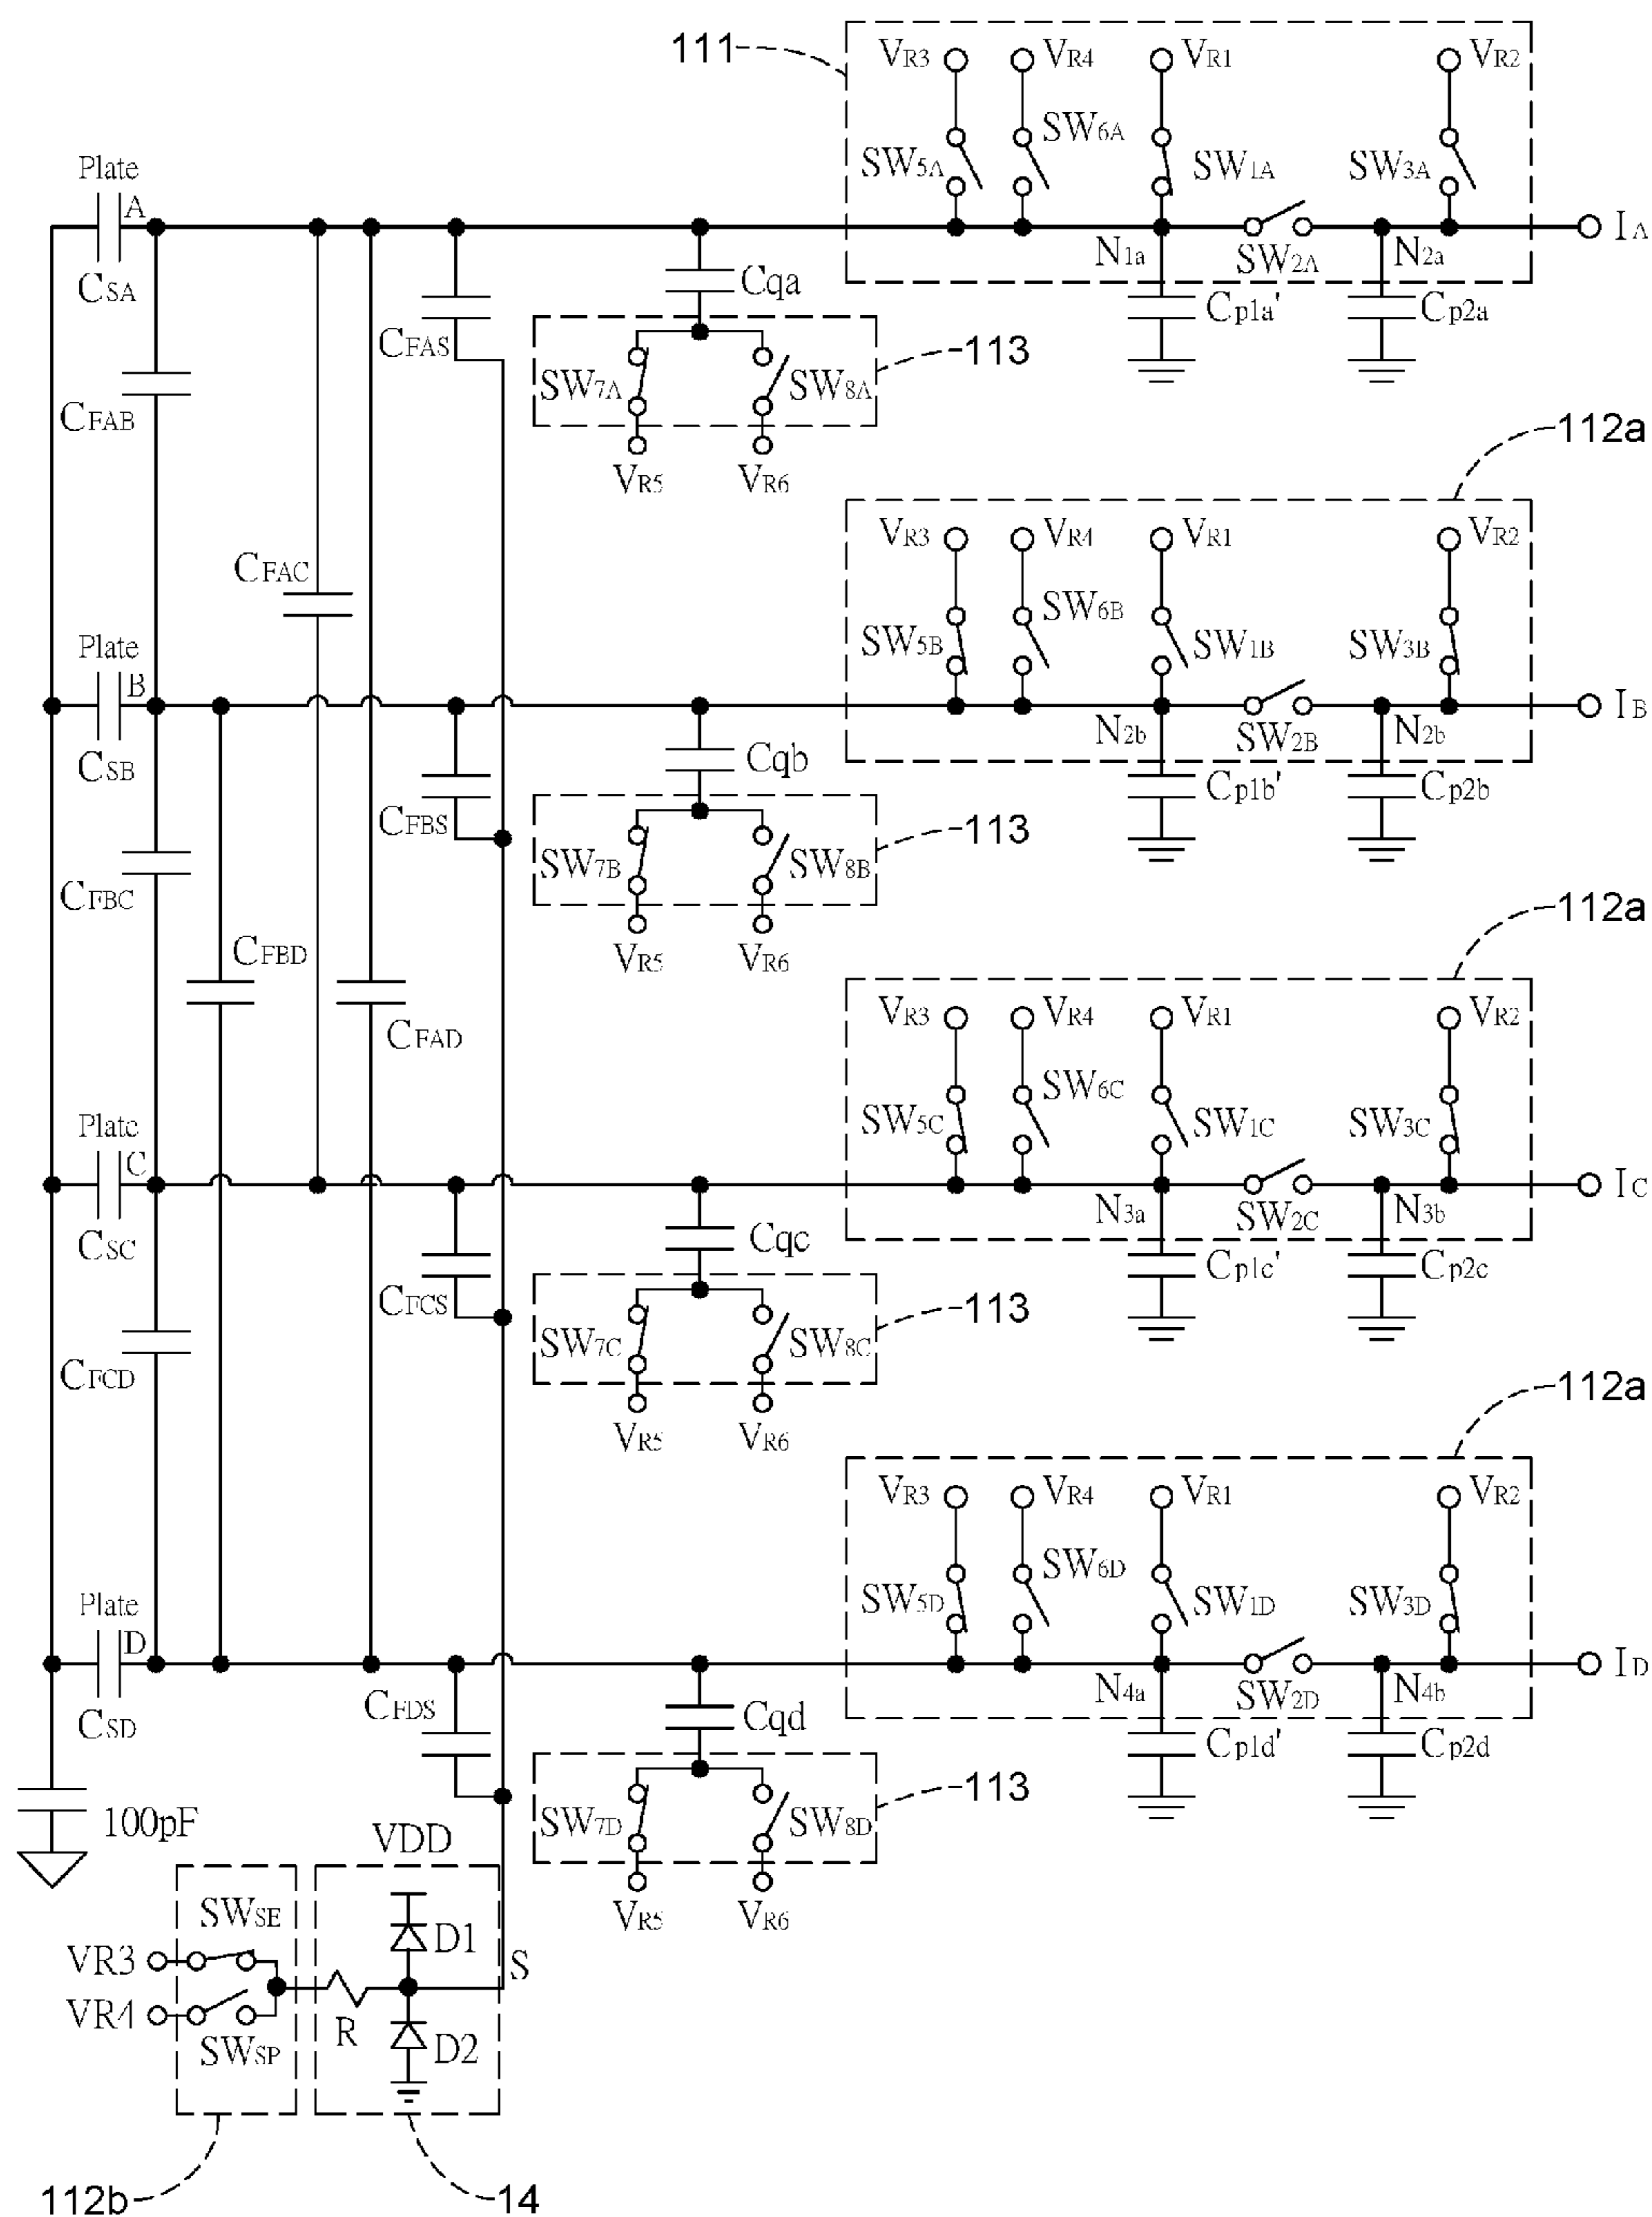 111
VR3
VR4
VR1
VR2
SW5A
SW6A
SW1A
SW3A
Plate
A
CSA
N1a
SW2A
N2a
IA
Cqa
Cp1a'
Cp2a
CFAS
SW7A
SW8A
113
CFAB
VR5
VR6
112a
VR3
VR4
VR1
VR2
CFAC
SW5B
SW6B
SW1B
SW3B
Plate
B
CSB
N2b
SW2B
N2b
IB
Cqb
Cp1b'
Cp2b
CFBS
SW7B
SW8B
113
CFBC
CFBD
VR5
VR6
112a
VR3
VR4
VR1
VR2
CFAD
SW5C
SW6C
SW1C
SW3C
Plate
C
CSC
N3a
SW2C
N3b
IC
Cqc
Cp1c'
Cp2c
CFCS
SW7C
SW8C
113
CFCD
VR5
VR6
112a
VR3
VR4
VR1
VR2
SW5D
SW6D
SW1D
SW3D
Plate
D
CSD
CFDS
N4a
SW2D
N4b
ID
Cqd
Cp1d'
Cp2d
SW7D
SW8D
113
100pF
VDD
VR5
VR6
SWSE
D1
S
VR3
VR4
R
SWSP
D2
112b
14